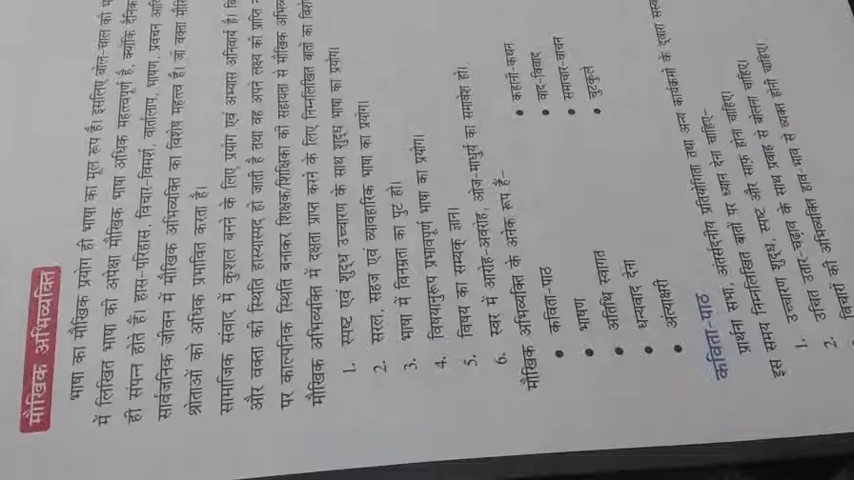 मौखिक अभिव्यक्ति
भाषा का मौखिक प्रयोग ही भाषा का मूल रूप है। इसलिए बोल-चाल की
में लिखित भाषा की अपेक्षा मौखिक भाषा अधिक महत्त्वपूर्ण है, क्योंकि दैनिक
ही संपन्न होते हैं। हास-परिहास, विचार-विमर्श, वार्तालाप, भाषण, प्रवचन
सार्वजनिक जीवन में मौखिक अभिव्यक्ति का विशेष महत्त्व है। जो वक्ता
श्रोताओं को अधिक प्रभावित करता है।
सामाजिक संवाद में कुशल बनने के लिए प्रयोग एवं अभ्यास अनिवार्य है।
और वक्ता की स्थिति हास्यास्पद हो जाती है तथा वह अपने लक्ष्य की प्राप्ति
पर काल्पनिक स्थिति बनाकर शिक्षक/शिक्षिका की सहायता से मौखिक
मौखिक अभिव्यक्ति में दक्षता प्राप्त करने के लिए निम्नलिखित बातों का
1. स्पष्ट एवं शुद्ध उच्चारण के साथ शुद्ध भाषा का प्रयोग।
2. सरल, सहज एवं व्यावहारिक भाषा का प्रयोग।
3. भाषा में विनम्रता का पुट हो।
4. विषयानुरूप प्रभावपूर्ण भाषा का प्रयोग।
5. विषय का सम्यक् ज्ञान।
6. स्वर में आरोह-अवरोह, ओज-माधुर्य का समावेश हो।
मौखिक अभिव्यक्ति के अनेक रूप हैं–
• कविता-पाठ • कहानी-कथन
• भाषण • वाद-विवाद
• अतिथि स्वागत • समाचार-वाचन
• धन्यवाद देना • चुटकुले
• अंत्याक्षरी
कविता-पाठ
प्रार्थना सभा, अंतर्सदनीय प्रतियोगिता तथा अन्य कार्यक्रमों के द्वारा
इस समय निम्नलिखित बातों पर ध्यान देना चाहिए–
1. उच्चारण शुद्ध, स्पष्ट और साफ़ होना चाहिए।
2. उचित उतार-चढ़ाव के साथ प्रवाह से बोलना चाहिए।
विचारों की अभिव्यक्ति हाव-भाव से व्यक्त होनी चाहिए।